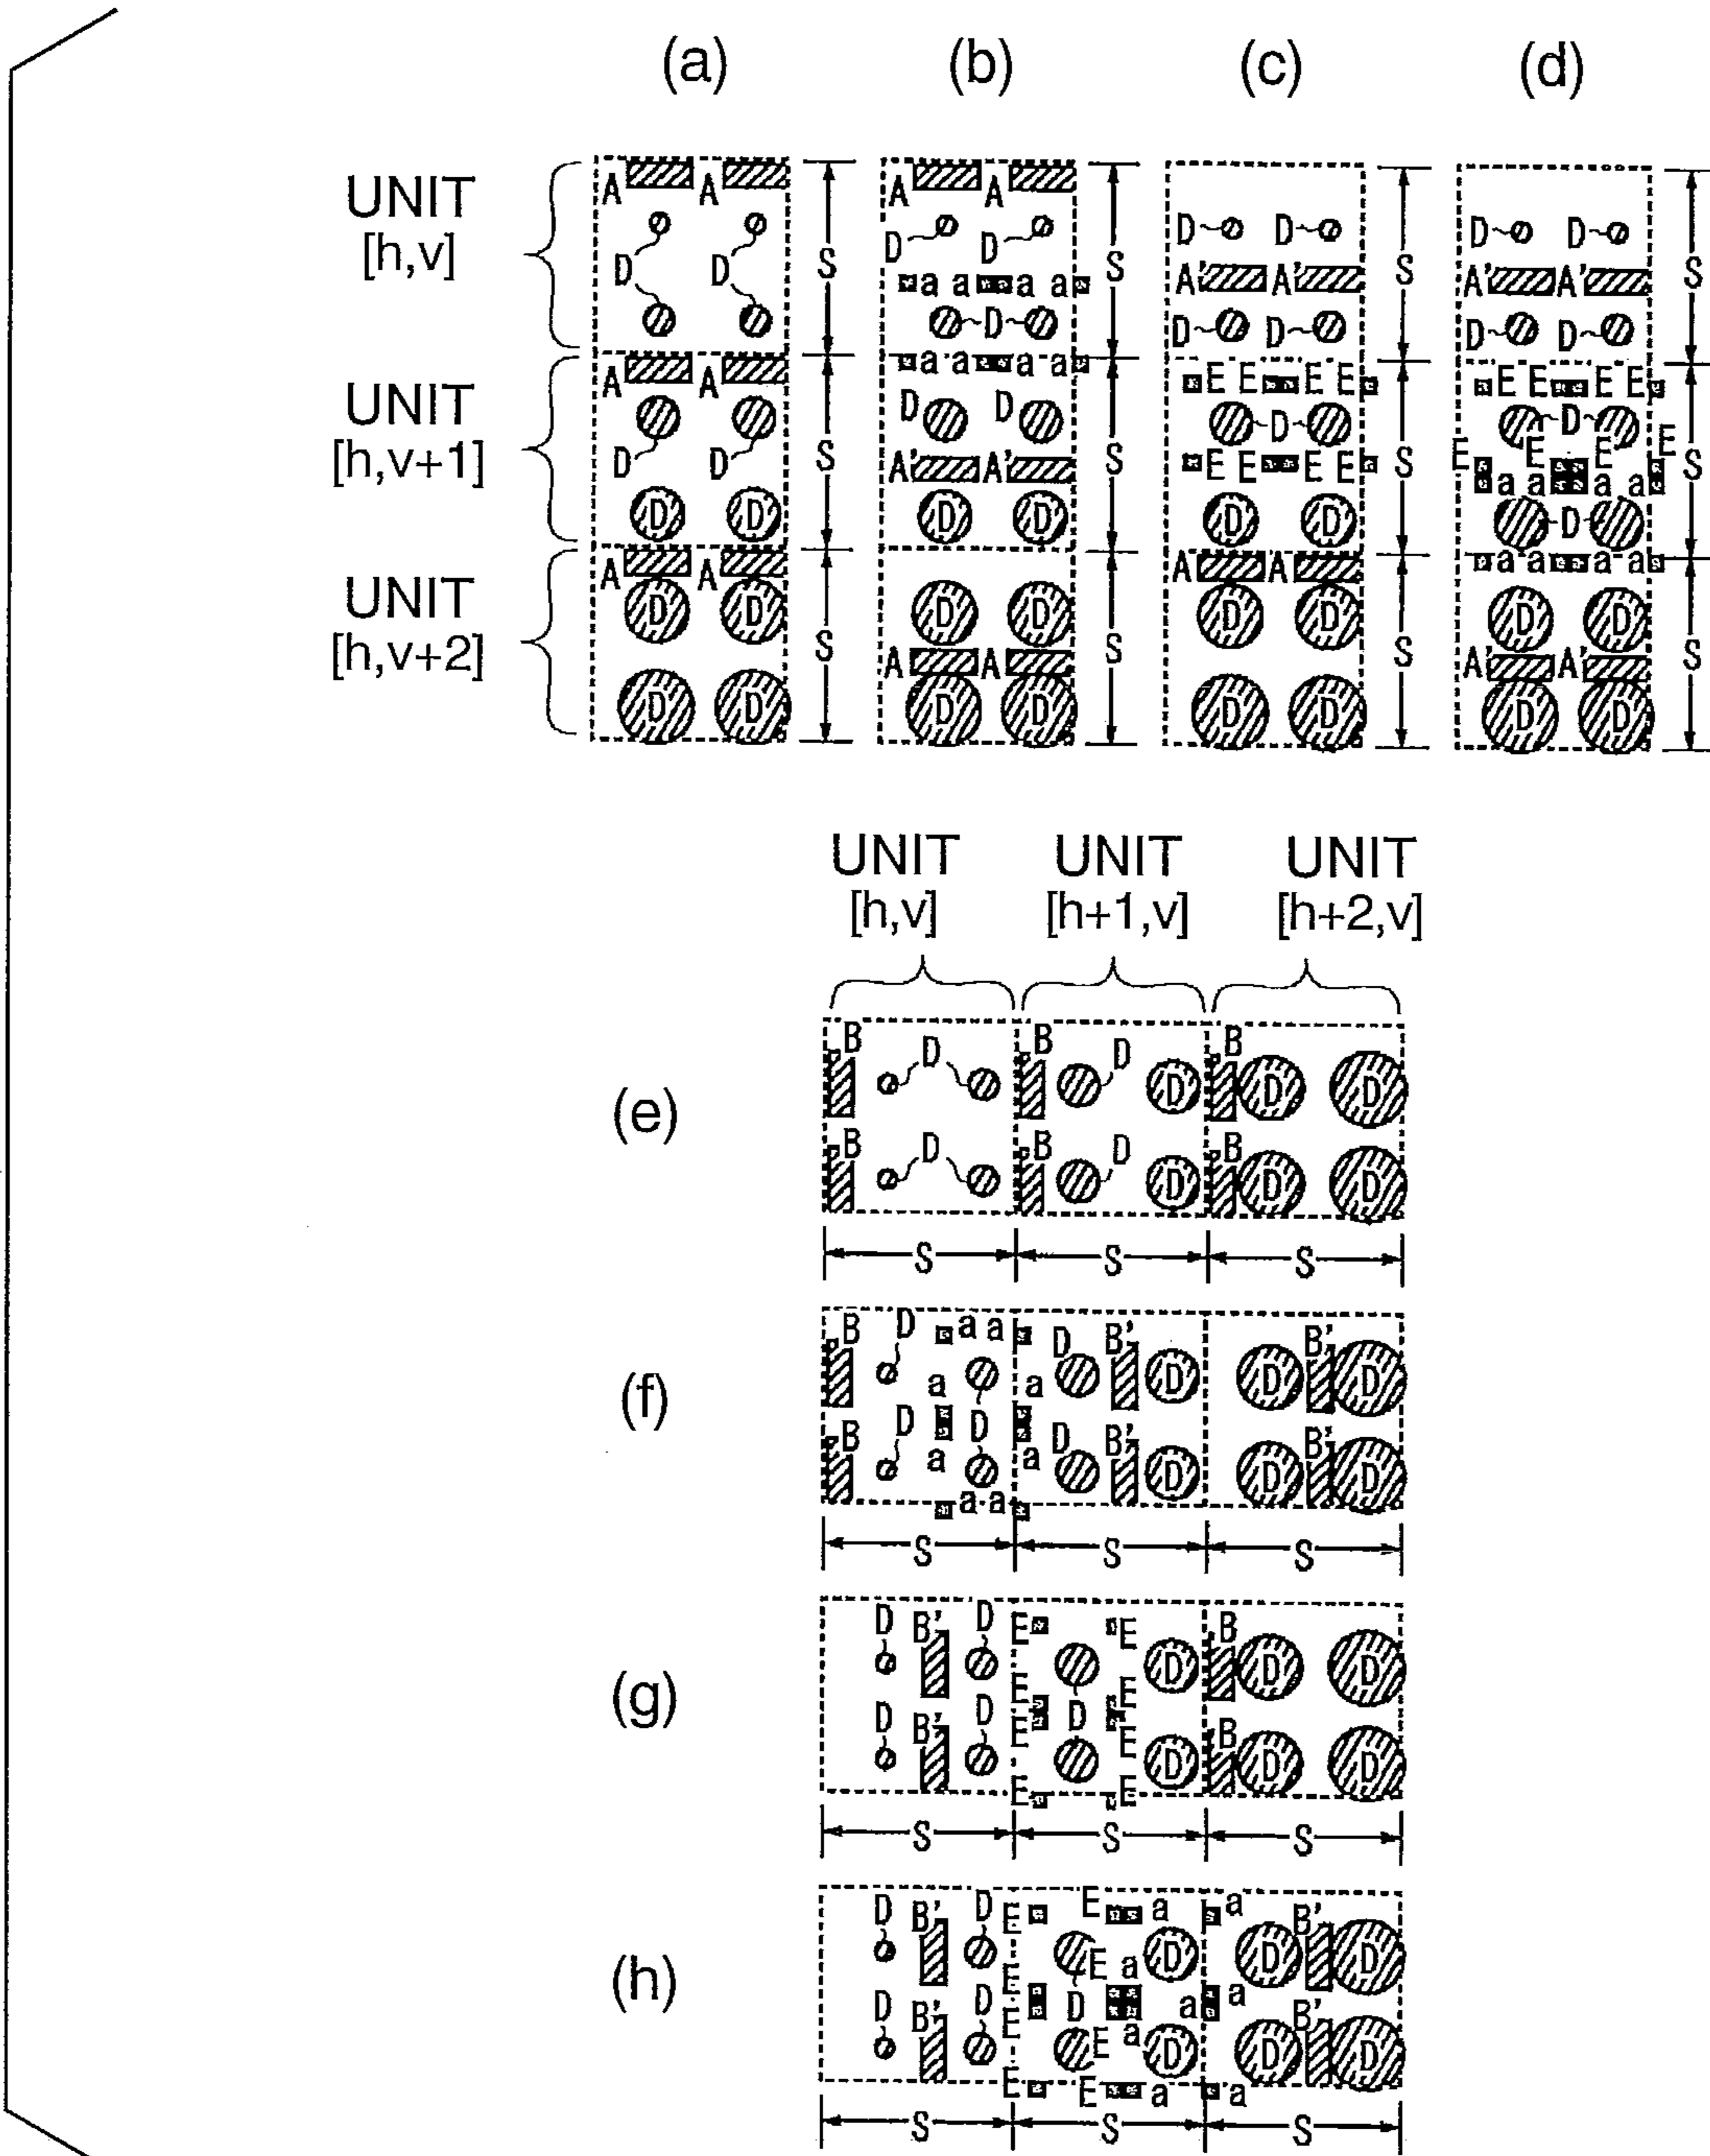 (a) (b) (c) (d)
UNIT
[h,v]
A A
D D
S
A A
D D
a a a a
D
S
D D
A' A'
D D
S
D D
A' A'
D D
S
UNIT
[h,v+1]
A A
D D
D D
S
a a a a
D D
A' A'
D D
S
E E E E
D
E E E E
D D
S
E E E E
D
E E E E
a a a a
D
S
UNIT
[h,v+2]
A A
D D
D D
S
D D
A' A'
D D
S
A A
D D
D D
S
a a a a
D D
A' A'
D D
S
UNIT UNIT UNIT
[h,v] [h+1,v] [h+2,v]
(e)
B D B D D B D D
B D B D D B D D
S S S
(f)
B D a a D B' D D B' D
a a
B D D D B' D D B' D
a a
a a
S S S
(g)
D B' D E E D B D D
E E
D B' D E D E D B D D
E E
S S S
(h)
D B' D E E a D a D B' D
E E a
D B' D E D a a D B' D
E a D
E E a a
S S S